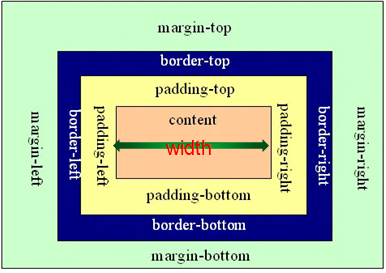 margin-top
border-top
padding-top
content
width
margin-left
border-left
padding-left
padding-right
border-right
margin-right
padding-bottom
border-bottom
margin-bottom